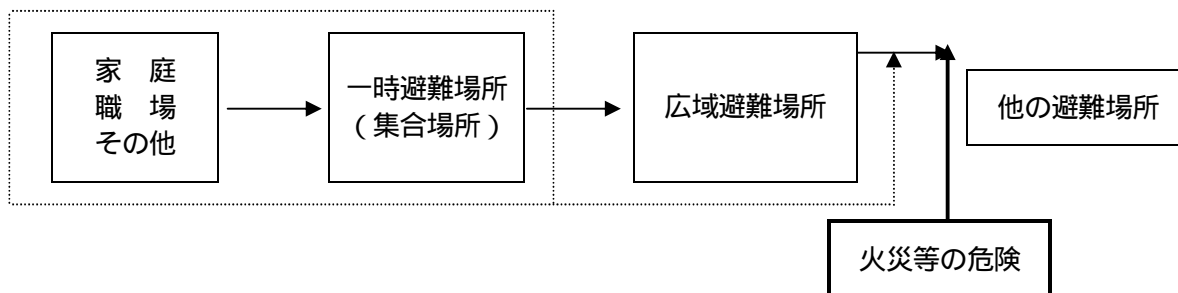 家　庭
職　場
その他
一時避難場所
（集合場所）
広域避難場所
他の避難場所
火災等の危険